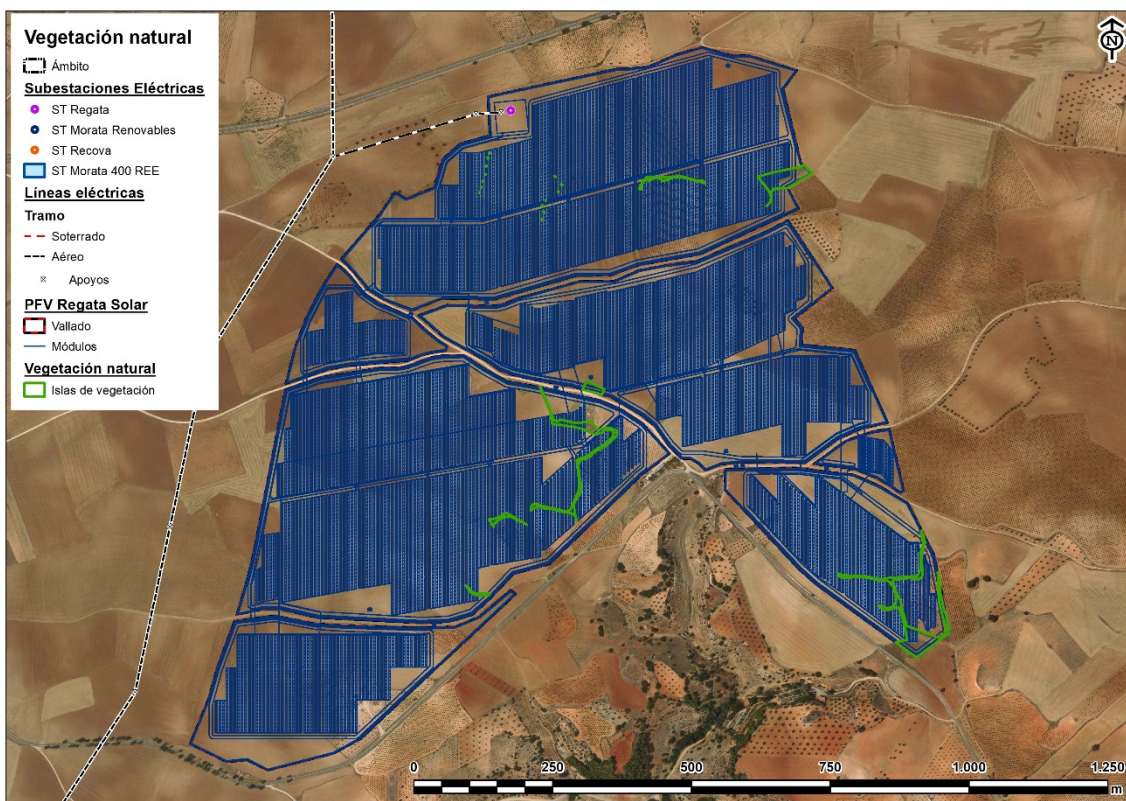 Vegetación natural
Ámbito
Subestaciones Eléctricas
ST Regata
ST Morata Renovables
ST Recova
ST Morata 400 REE
Líneas eléctricas
Tramo
Soterrado
Aéreo
Apoyos
PFV Regata Solar
Vallado
Módulos
Vegetación natural
Islas de vegetación
N
0 250 500 750 1.000 1.250
m